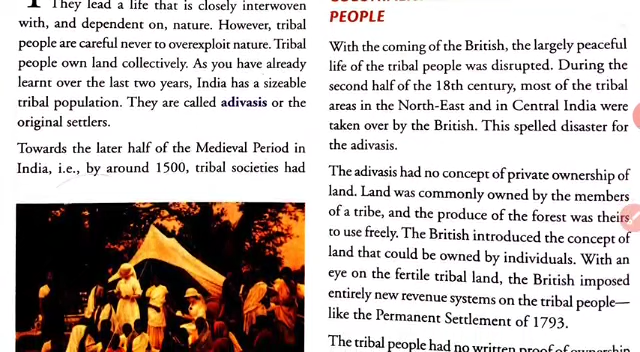 They lead a life that is closely interwoven
with, and dependent on, nature. However, tribal
people are careful never to overexploit nature. Tribal
people own land collectively. As you have already
learnt over the last two years, India has a sizeable
tribal population. They are called adivasis or the
original settlers.
Towards the later half of the Medieval Period in
India, i.e., by around 1500, tribal societies had
PEOPLE
With the coming of the British, the largely peaceful
life of the tribal people was disrupted. During the
second half of the 18th century, most of the tribal
areas in the North-East and in Central India were
taken over by the British. This spelled disaster for
the adivasis.
The adivasis had no concept of private ownership of
land. Land was commonly owned by the members
of a tribe, and the produce of the forest was theirs
to use freely. The British introduced the concept of
land that could be owned by individuals. With an
eye on the fertile tribal land, the British imposed
entirely new revenue systems on the tribal people—
like the Permanent Settlement of 1793.
The tribal people had no written proof of ownership